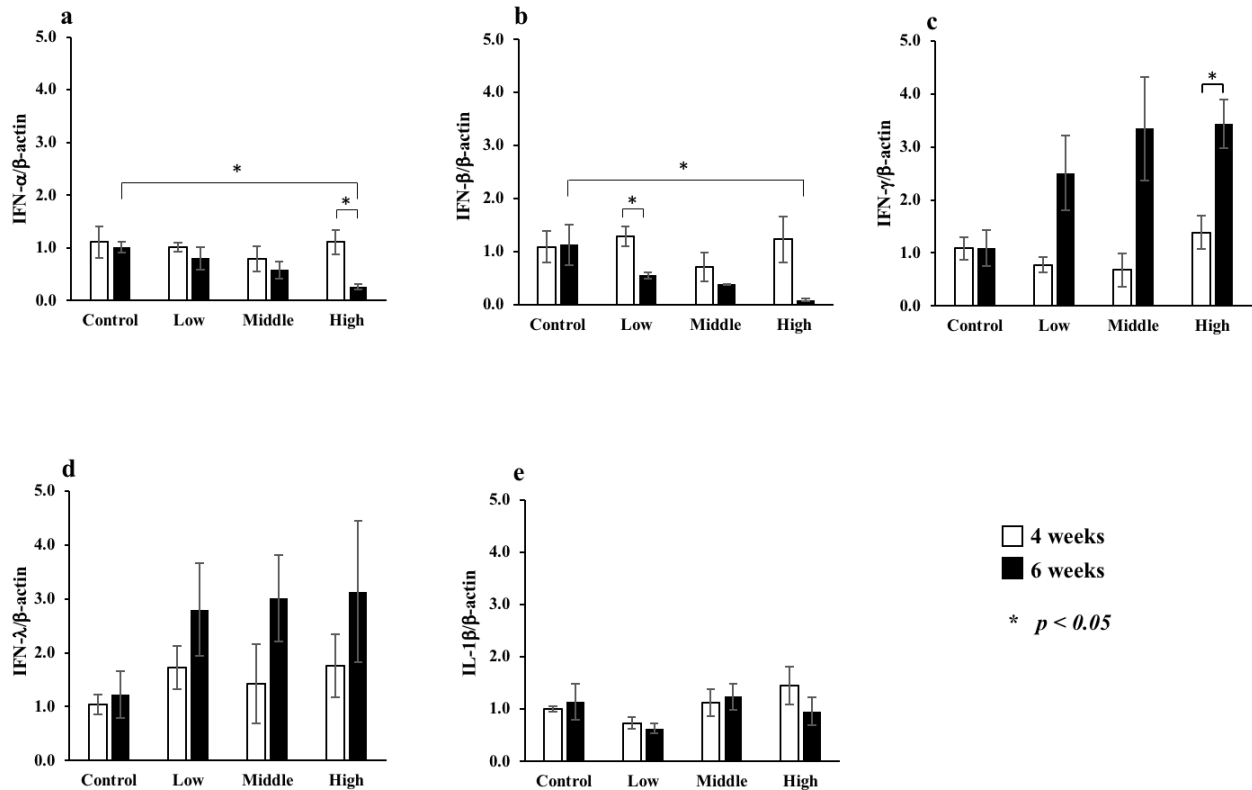 a
5.0
4.0
3.0
2.0
1.0
0.0
IFN-α/β-actin
*
*
Control Low Middle High
b
5.0
4.0
3.0
2.0
1.0
0.0
IFN-β/β-actin
*
*
*
Control Low Middle High
c
5.0
4.0
3.0
2.0
1.0
0.0
IFN-γ/β-actin
*
Control Low Middle High
d
5.0
4.0
3.0
2.0
1.0
0.0
IFN-λ/β-actin
Control Low Middle High
e
5.0
4.0
3.0
2.0
1.0
0.0
IL-1β/β-actin
Control Low Middle High
4 weeks
6 weeks
* p < 0.05